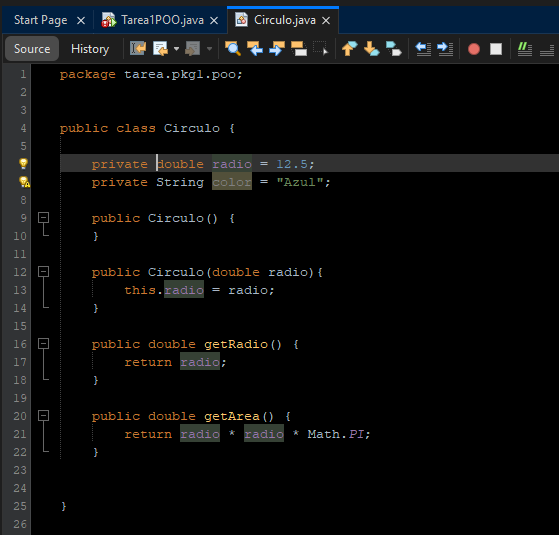 Start Page Tarea1POO.java Circulo.java
Source History
1 package tarea.pkg1.poo;
2
3
4 public class Circulo {
5
private double radio = 12.5;
private String color = "Azul";
8
9 public Circulo() {
10 }
11
12 public Circulo(double radio){
13 this.radio = radio;
14 }
15
16 public double getRadio() {
17 return radio;
18 }
19
20 public double getArea() {
21 return radio * radio * Math.PI;
22 }
23
24
25 }
26